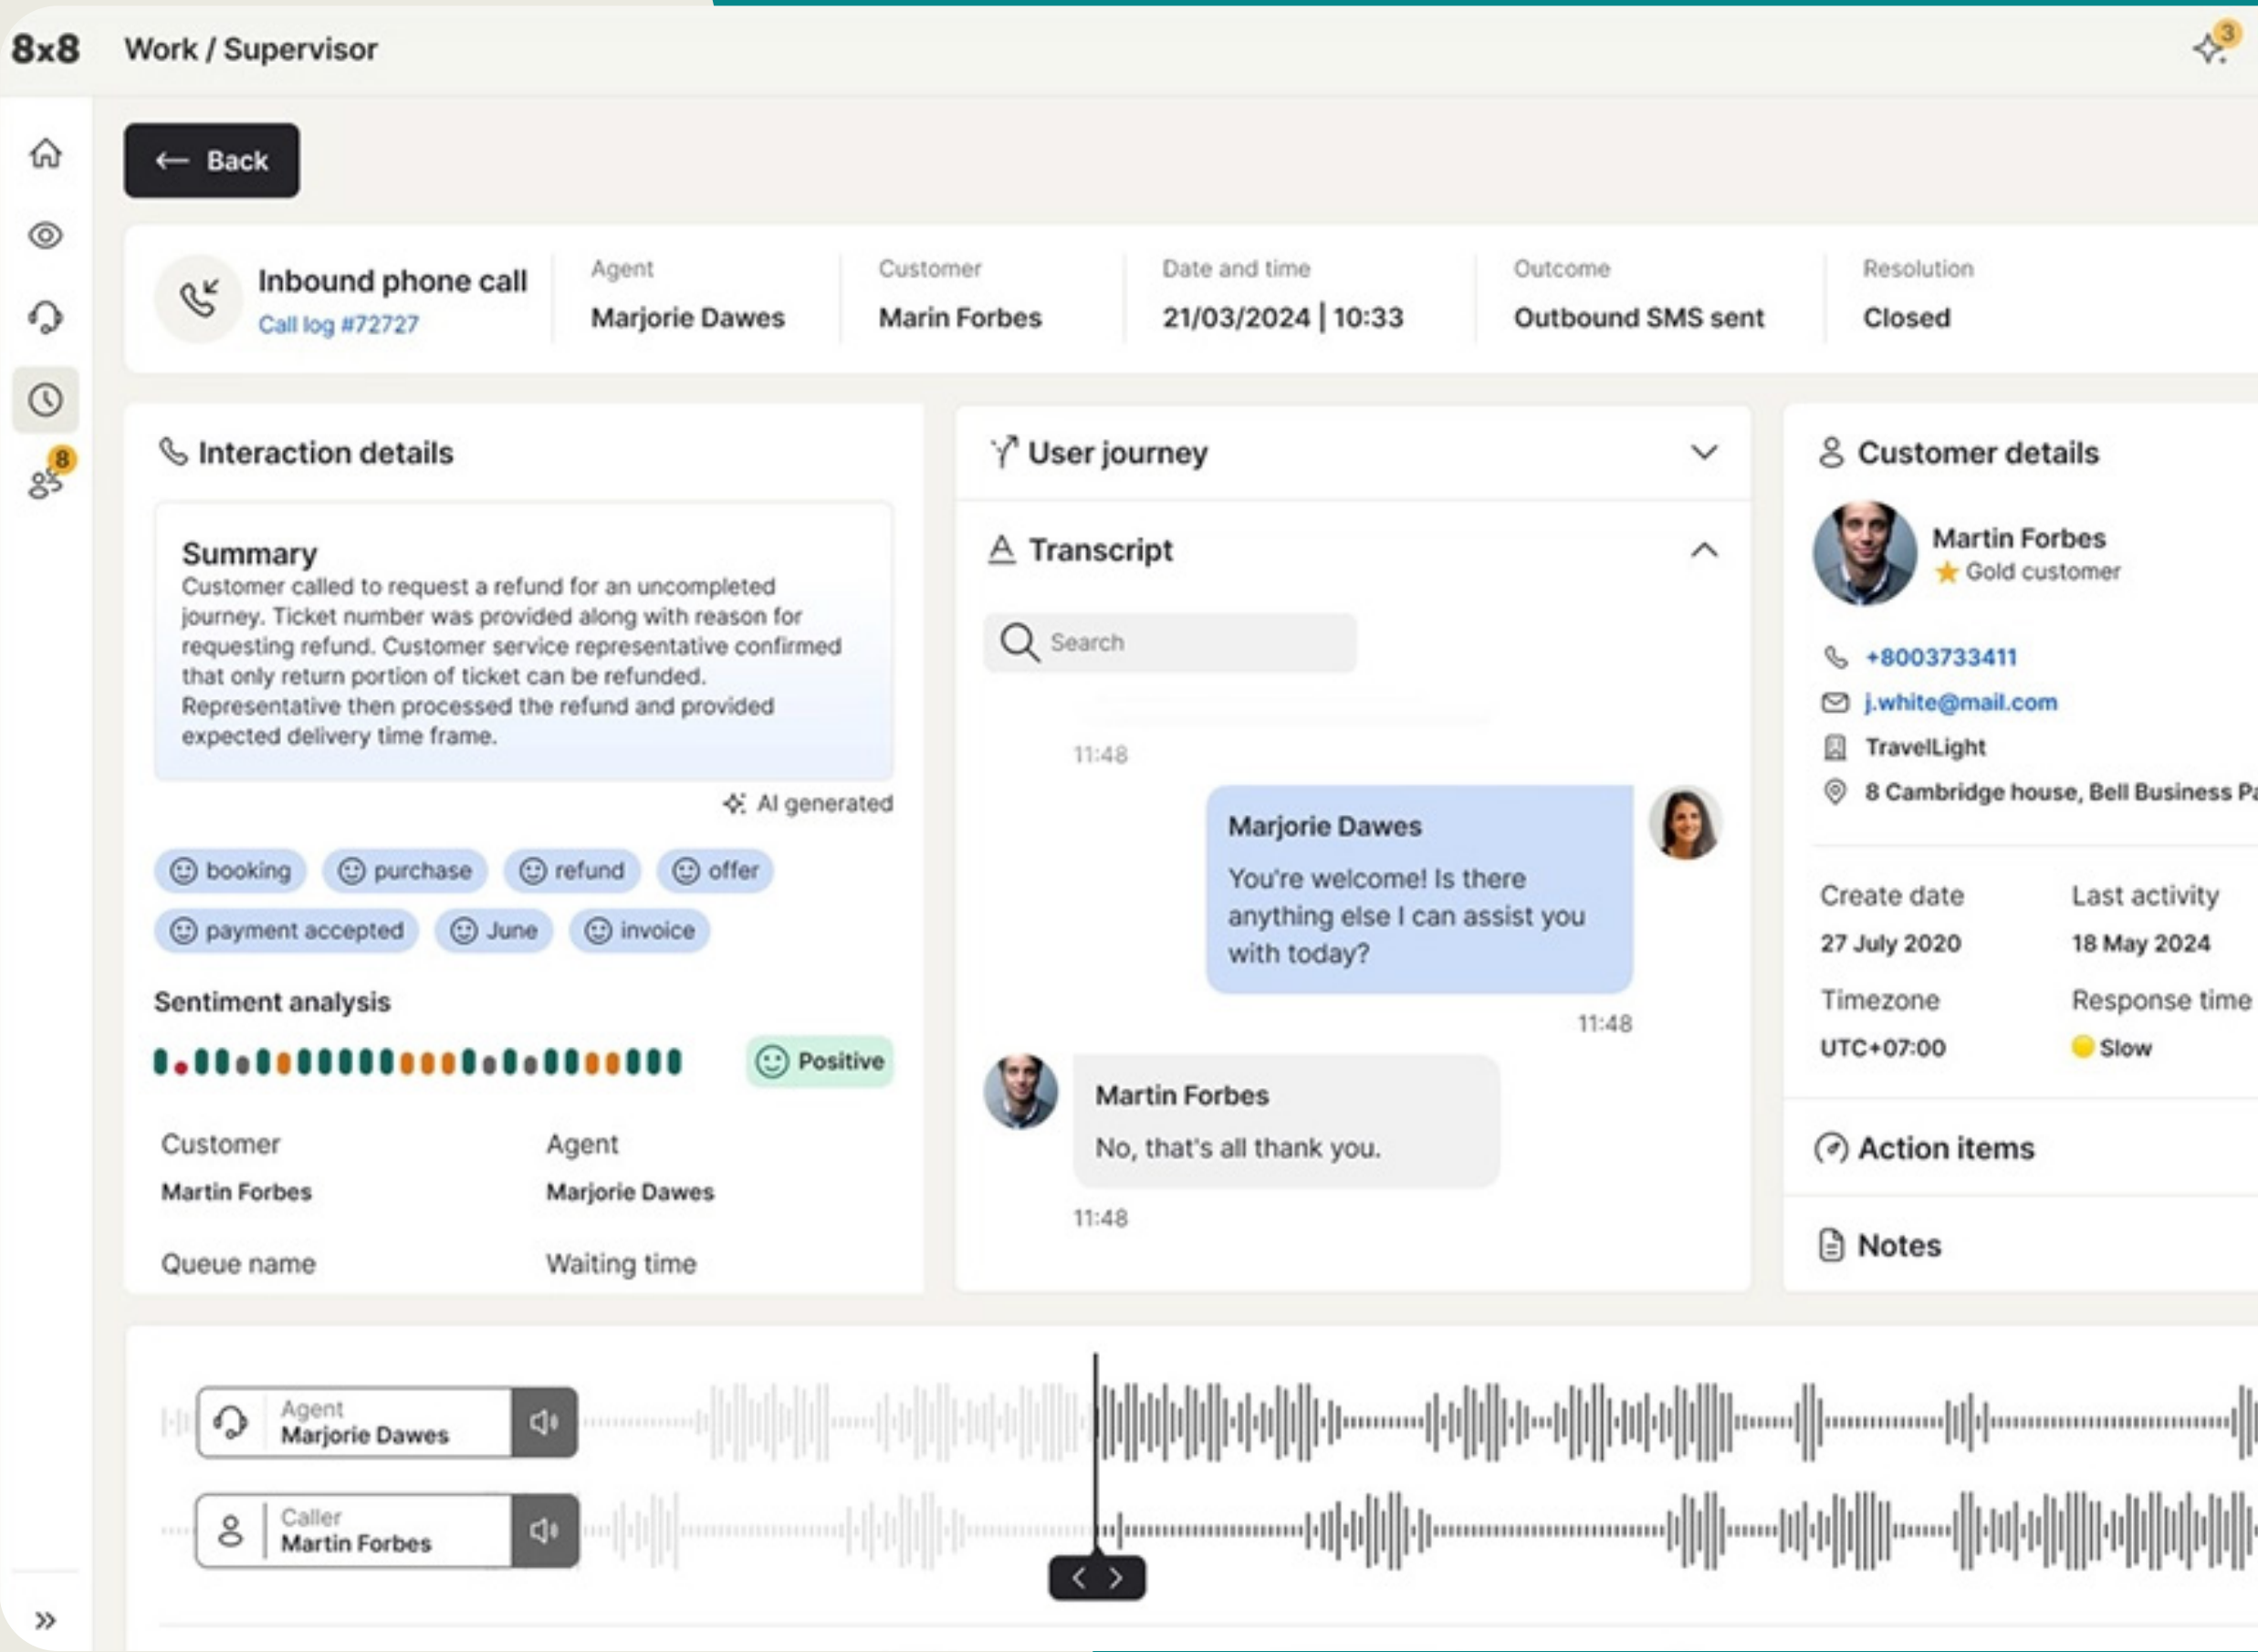 8x8
Work / Supervisor
3
Back
Inbound phone call
Call log #72727
Agent
Marjorie Dawes
Customer
Marin Forbes
Date and time
21/03/2024 | 10:33
Outcome
Outbound SMS sent
Resolution
Closed
8
Interaction details
Summary
Customer called to request a refund for an uncompleted
journey. Ticket number was provided along with reason for
requesting refund. Customer service representative confirmed
that only return portion of ticket can be refunded.
Representative then processed the refund and provided
expected delivery time frame.
AI generated
booking purchase refund offer
payment accepted June invoice
Sentiment analysis
Positive
Customer Agent
Martin Forbes Marjorie Dawes
Queue name Waiting time
User journey
Transcript
Search
11:48
Marjorie Dawes
You're welcome! Is there
anything else I can assist you
with today?
11:48
Martin Forbes
No, that's all thank you.
11:48
Customer details
Martin Forbes
Gold customer
+8003733411
j.white@mail.com
TravelLight
8 Cambridge house, Bell Business
Create date Last activity
27 July 2020 18 May 2024
Timezone Response time
UTC+07:00 Slow
Action items
Notes
Agent
Marjorie Dawes
Caller
Martin Forbes